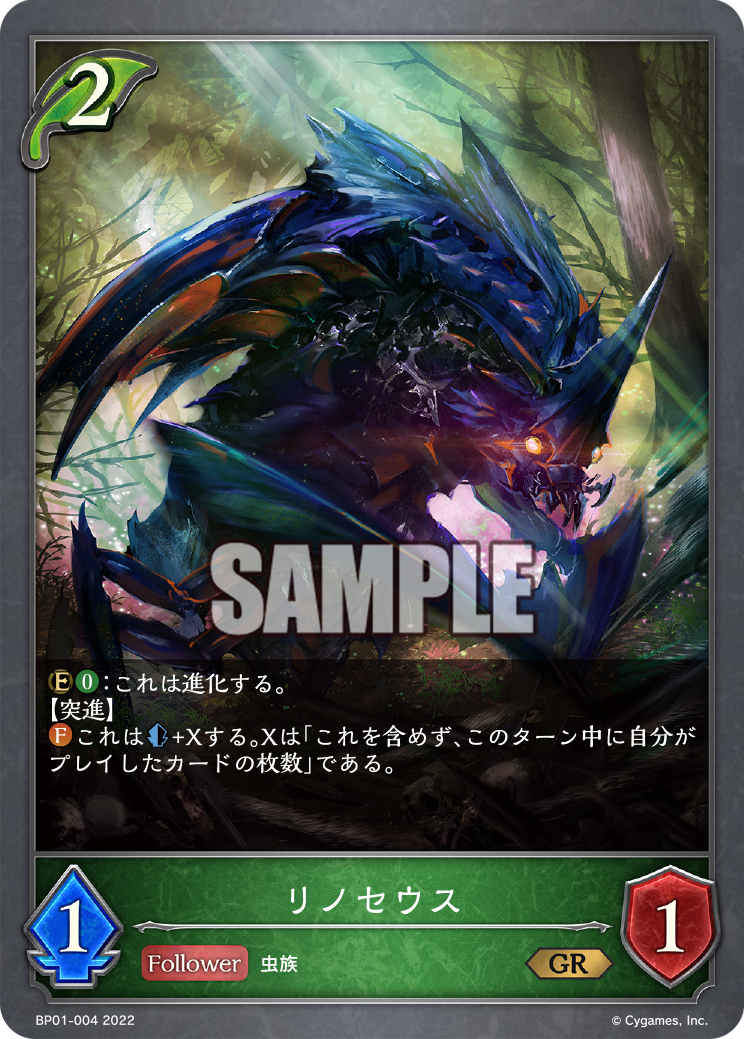 2
SAMPLE
E 0：これは進化する。
【突進】
F これは+Xする。Xは「これを含めず、このターン中に自分が
プレイしたカードの枚数」である。
リノセウス
1
1
Follower 虫族
GR
BP01-004 2022
© Cygames, Inc.